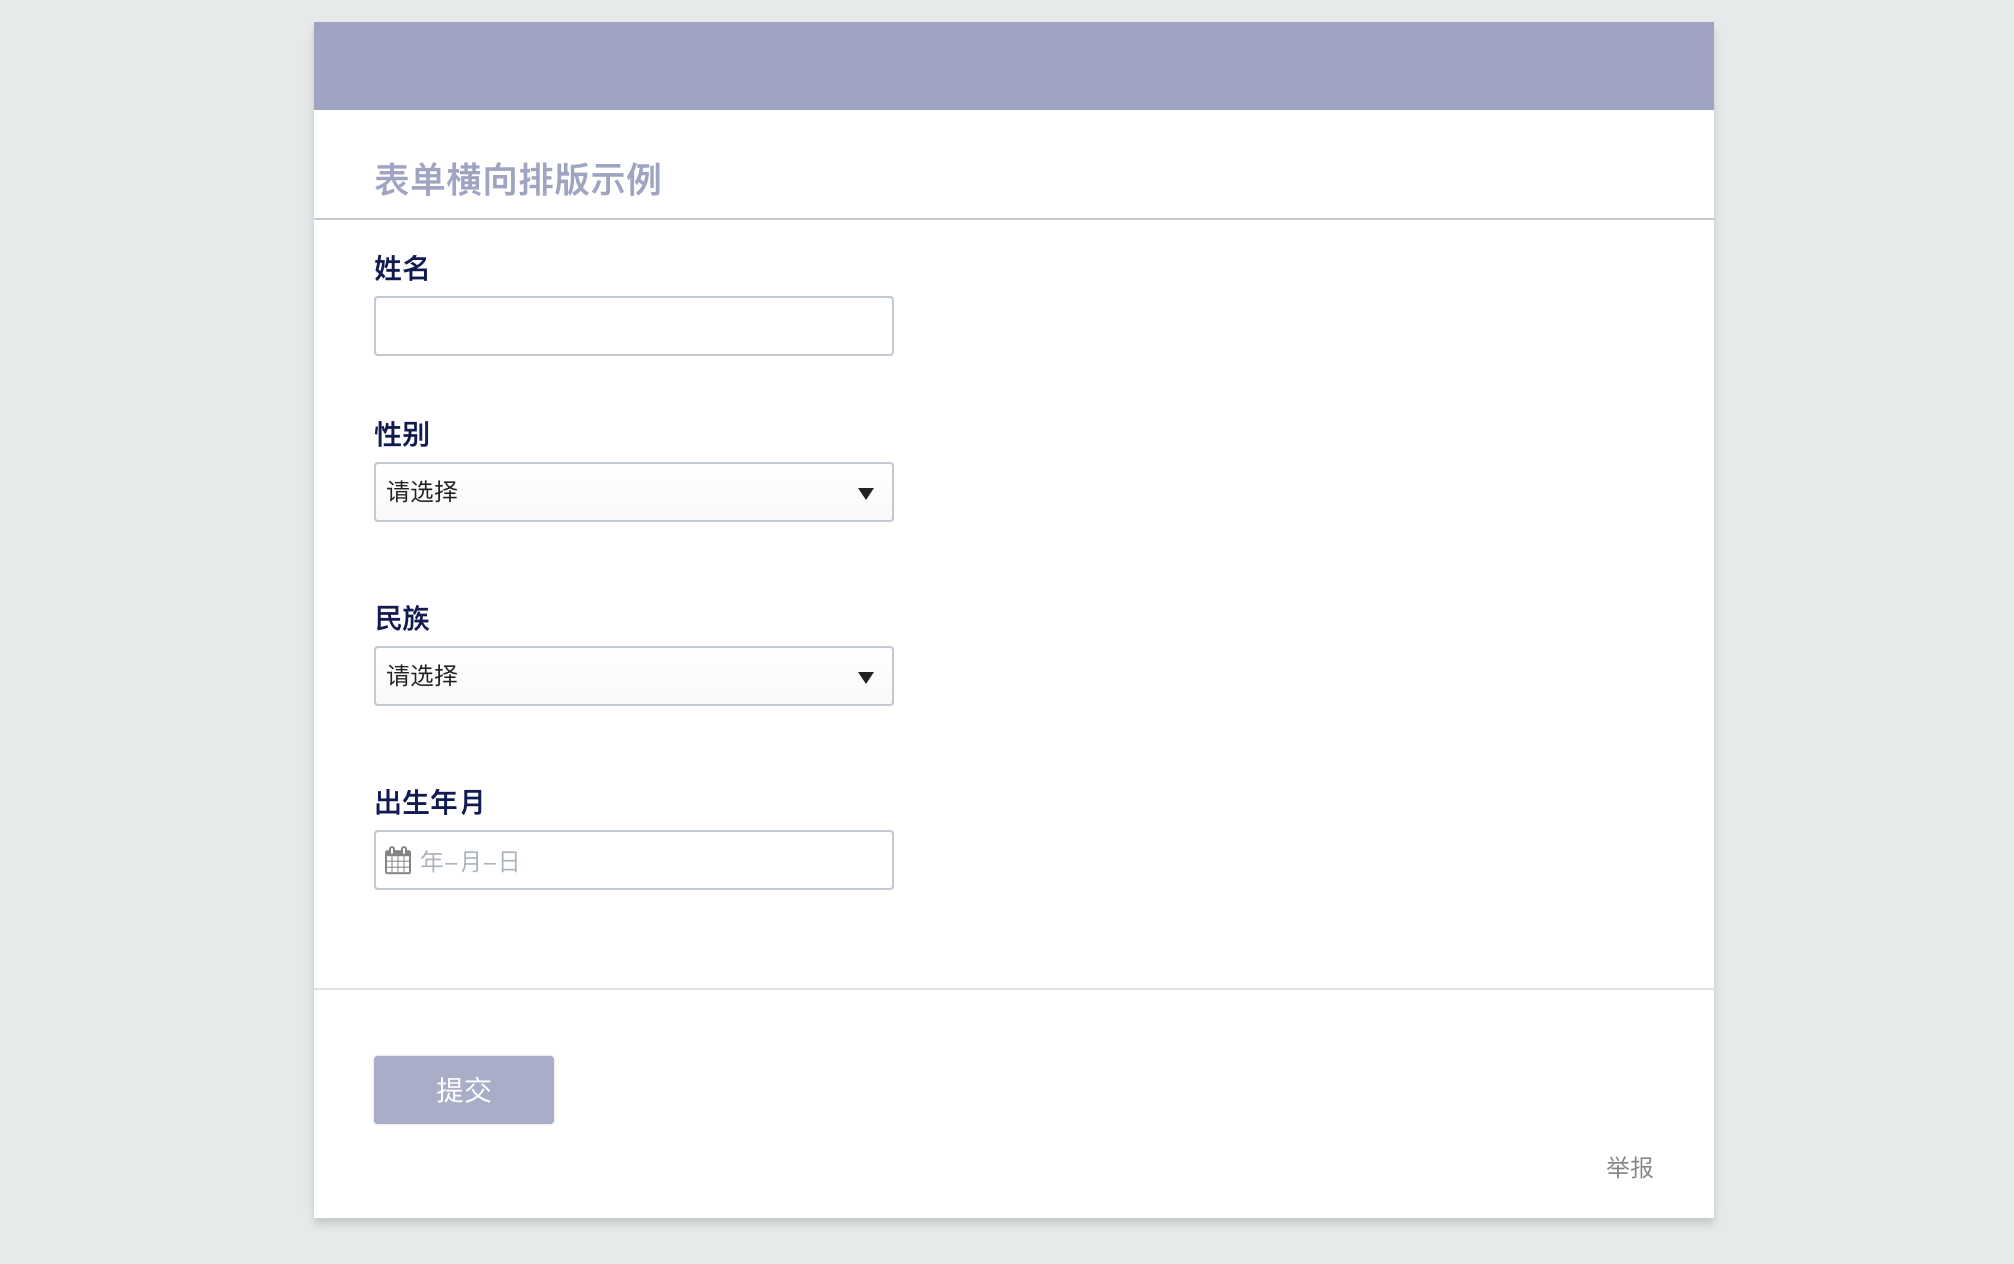 表单横向排版示例
姓名
性别
请选择
民族
请选择
出生年月
年–月–日
提交
举报